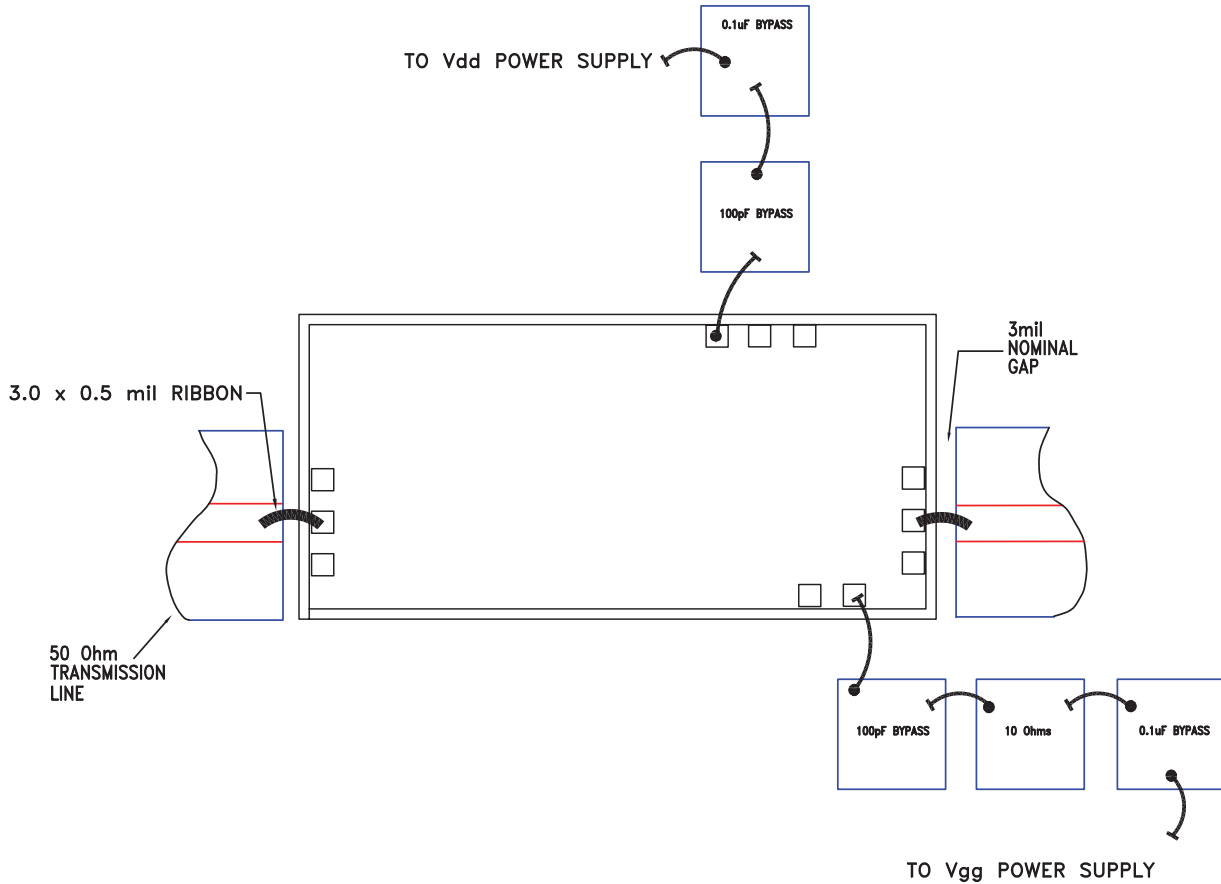 0.1uF BYPASS
TO Vdd POWER SUPPLY
100pF BYPASS
3mil
NOMINAL
GAP
3.0 x 0.5 mil RIBBON
50 Ohm
TRANSMISSION
LINE
100pF BYPASS
10 Ohms
0.1uF BYPASS
TO Vgg POWER SUPPLY